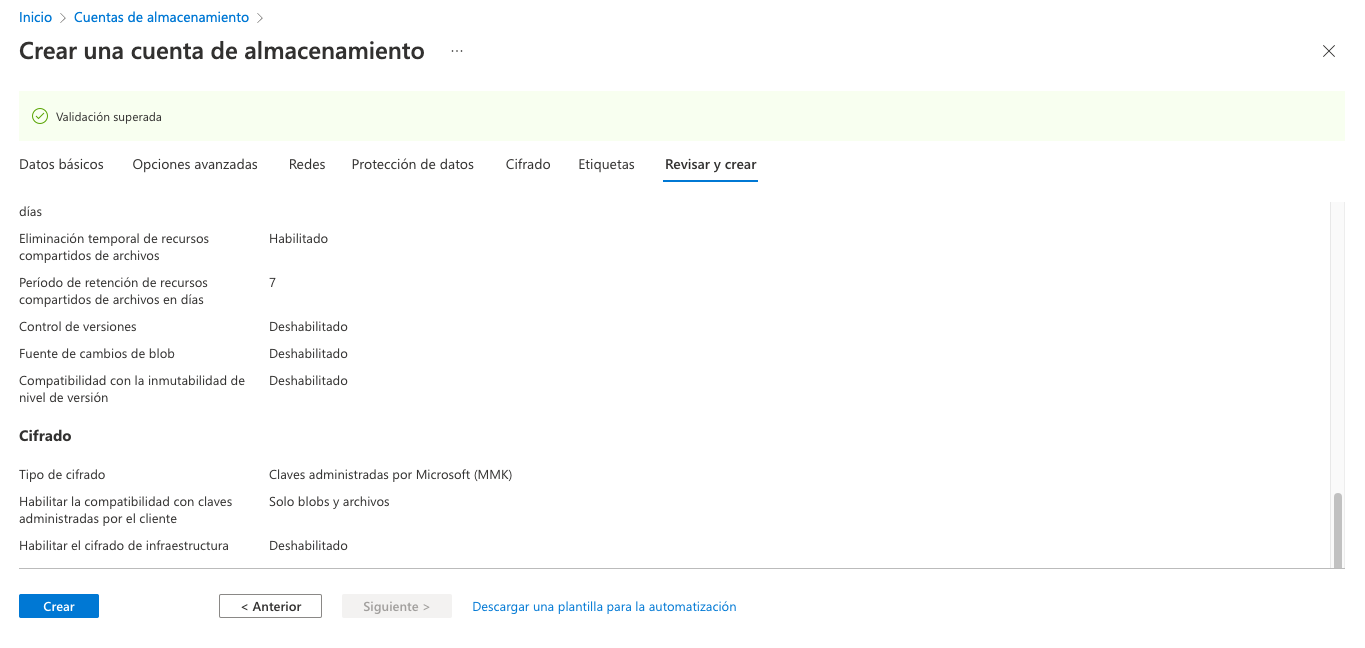 Inicio > Cuentas de almacenamiento >
Crear una cuenta de almacenamiento ...
Validación superada
Datos básicos Opciones avanzadas Redes Protección de datos Cifrado Etiquetas Revisar y crear
días
Eliminación temporal de recursos Habilitado
compartidos de archivos
Período de retención de recursos 7
compartidos de archivos en días
Control de versiones Deshabilitado
Fuente de cambios de blob Deshabilitado
Compatibilidad con la inmutabilidad de Deshabilitado
nivel de versión
Cifrado
Tipo de cifrado Claves administradas por Microsoft (MMK)
Habilitar la compatibilidad con claves Solo blobs y archivos
administradas por el cliente
Habilitar el cifrado de infraestructura Deshabilitado
Crear < Anterior Siguiente > Descargar una plantilla para la automatización